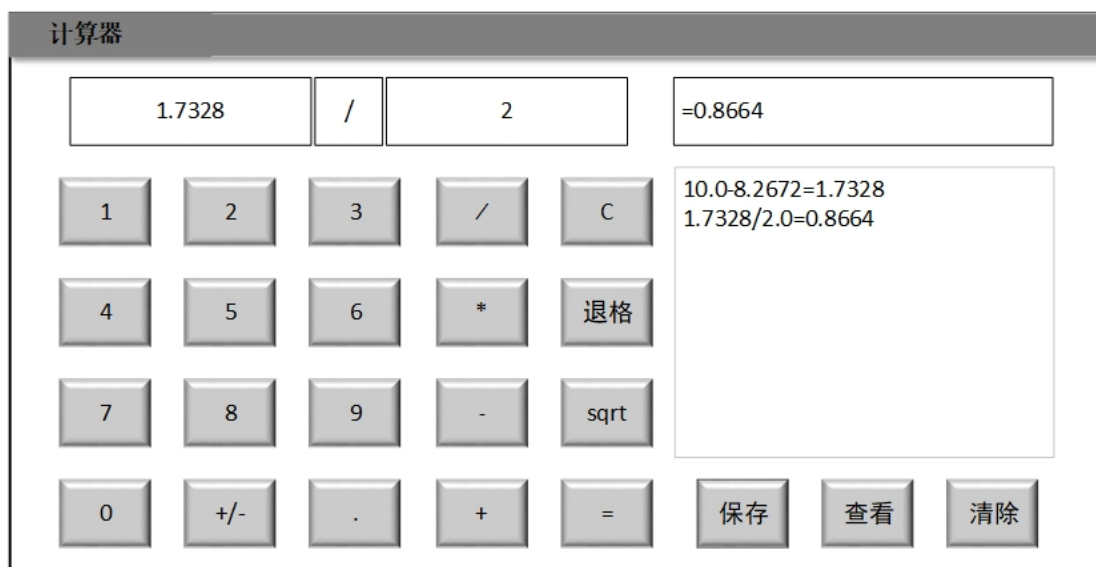 计算器
1.7328 / 2 =0.8664
10.0-8.2672=1.7328
1.7328/2.0=0.8664
1 2 3 / C
4 5 6 * 退格
7 8 9 - sqrt
0 +/- . + = 保存 查看 清除